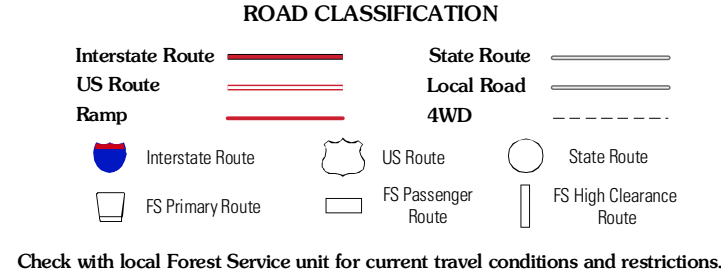 ROAD CLASSIFICATION
Interstate Route
State Route
US Route
Local Road
Ramp
4WD
Interstate Route
US Route
State Route
FS Primary Route
FS Passenger
Route
FS High Clearance
Route
Check with local Forest Service unit for current travel conditions and restrictions.